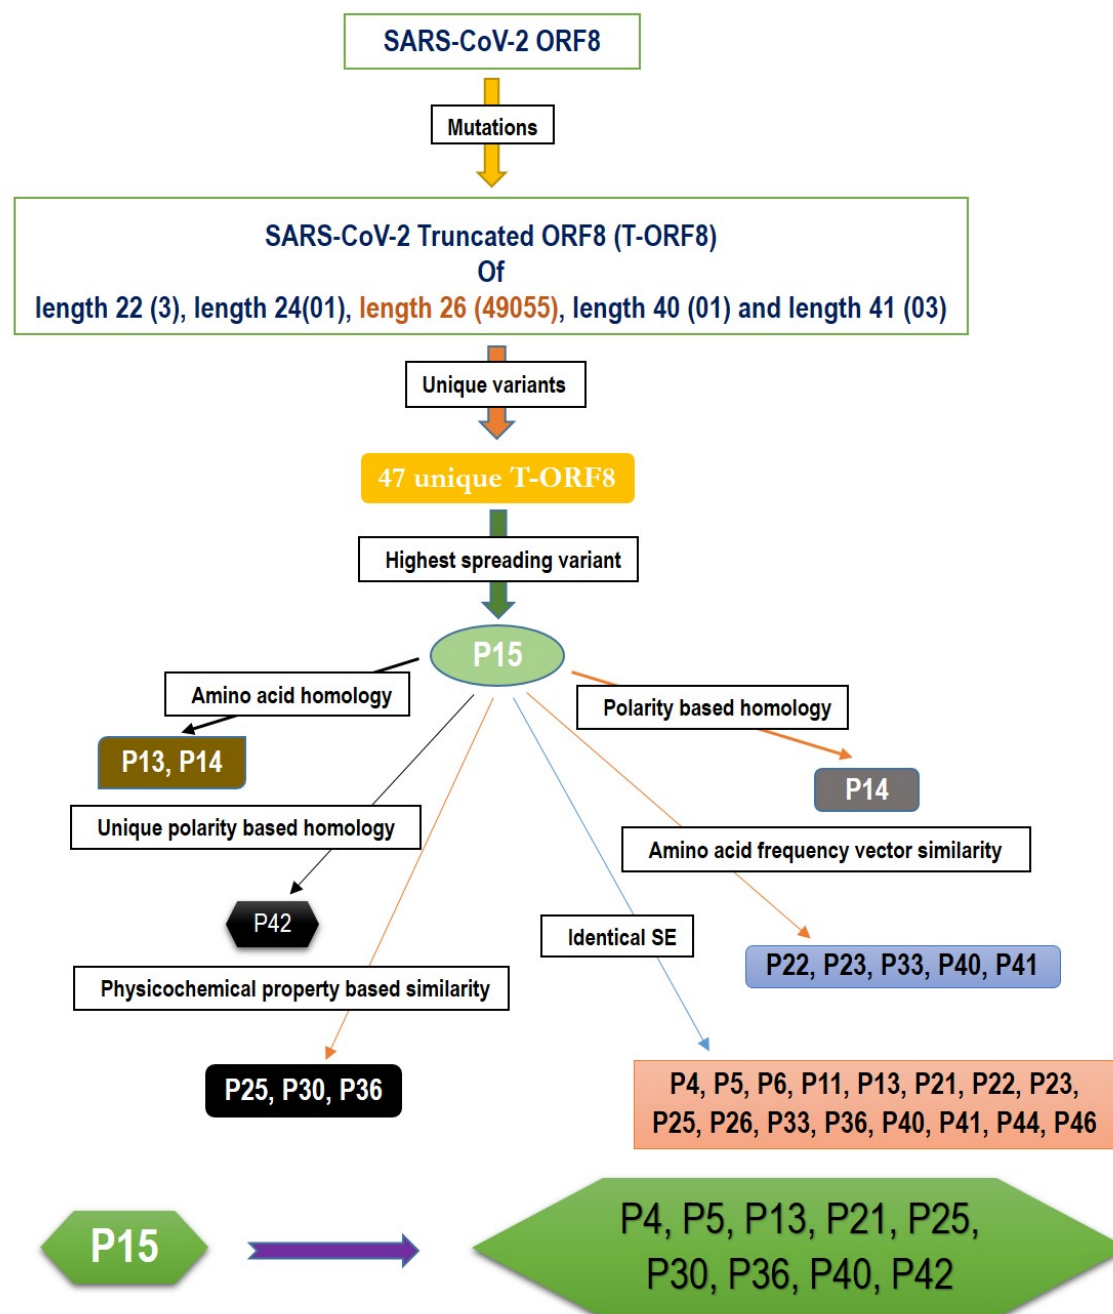 SARS-CoV-2 ORF8
Mutations
SARS-CoV-2 Truncated ORF8 (T-ORF8)
Of
length 22 (3), length 24(01), length 26 (49055), length 40 (01) and length 41 (03)
Unique variants
47 unique T-ORF8
Highest spreading variant
P15
Amino acid homology
Polarity based homology
P13, P14
P14
Unique polarity based homology
Amino acid frequency vector similarity
P42
Identical SE
P22, P23, P33, P40, P41
Physicochemical property based similarity
P25, P30, P36
P4, P5, P6, P11, P13, P21, P22, P23,
P25, P26, P33, P36, P40, P41, P44, P46
P15
P4, P5, P13, P21, P25,
P30, P36, P40, P42